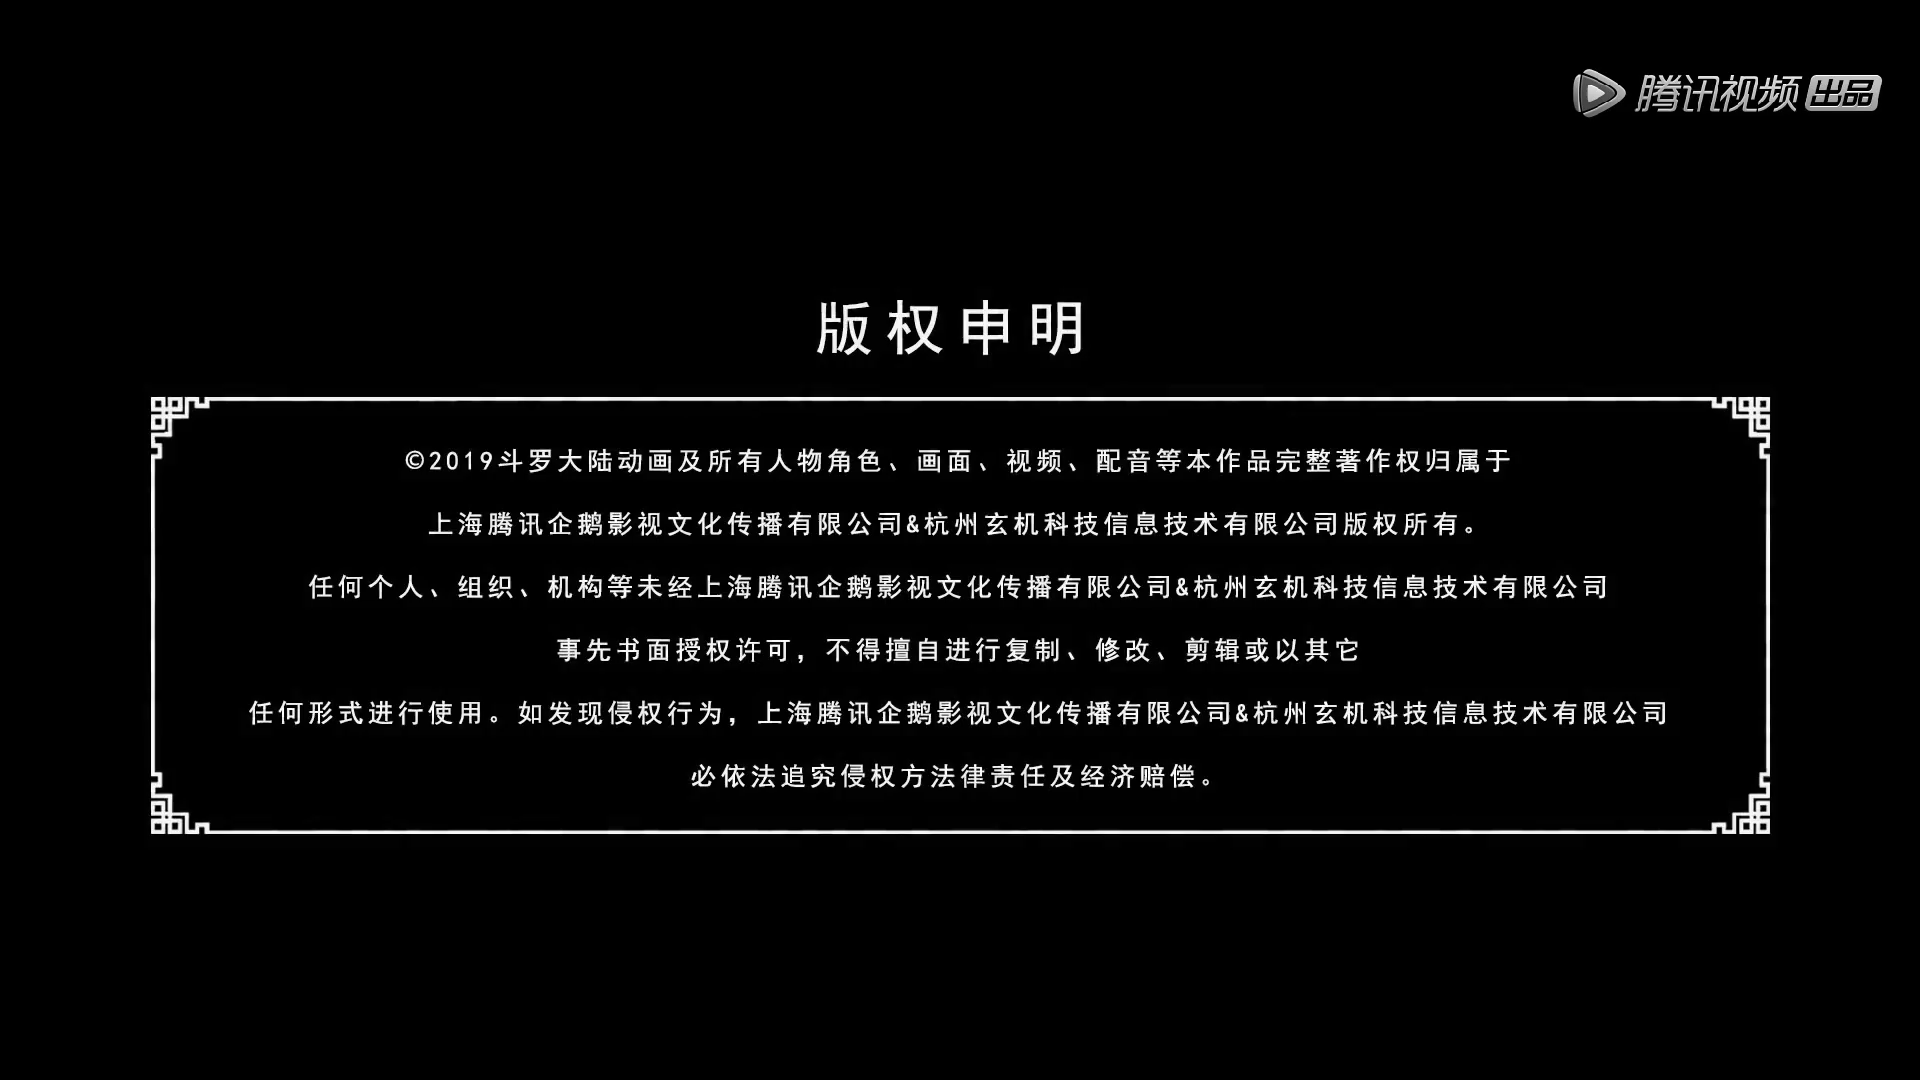 腾讯视频 出品
版权申明
©2019斗罗大陆动画及所有人物角色、画面、视频、配音等本作品完整著作权归属于
上海腾讯企鹅影视文化传播有限公司&杭州玄机科技信息技术有限公司版权所有。
任何个人、组织、机构等未经上海腾讯企鹅影视文化传播有限公司&杭州玄机科技信息技术有限公司
事先书面授权许可，不得擅自进行复制、修改、剪辑或以其它
任何形式进行使用。如发现侵权行为，上海腾讯企鹅影视文化传播有限公司&杭州玄机科技信息技术有限公司
必依法追究侵权方法律责任及经济赔偿。